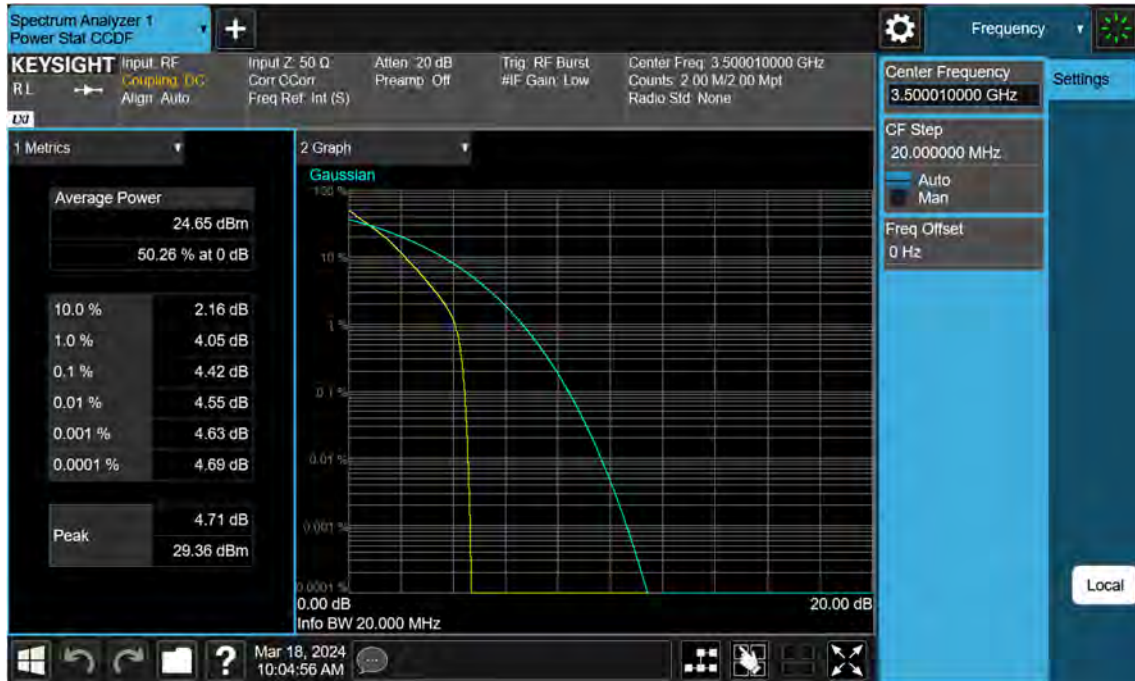 Spectrum Analyzer 1
Power Stat CCDF
+
Frequency
KEYSIGHT
RL
LXI
Input: RF
Coupling: DC
Align: Auto
Input Z: 50 Ω
Corr CCorr
Freq Ref: Int (S)
Atten: 20 dB
Preamp: Off
Trig: RF Burst
#IF Gain: Low
Center Freq: 3.500010000 GHz
Counts: 2.00 M/2.00 Mpt
Radio Std: None
Center Frequency
3.500010000 GHz
Settings
CF Step
20.000000 MHz
Auto
Man
Freq Offset
0 Hz
1 Metrics
Average Power
24.65 dBm
50.26 % at 0 dB
10.0 % 2.16 dB
1.0 % 4.05 dB
0.1 % 4.42 dB
0.01 % 4.55 dB
0.001 % 4.63 dB
0.0001 % 4.69 dB
Peak
4.71 dB
29.36 dBm
2 Graph
Gaussian
100 %
10 %
1 %
0.1 %
0.01 %
0.001 %
0.0001 %
0.00 dB 20.00 dB
Info BW 20.000 MHz
Local
?
Mar 18, 2024
10:04:56 AM